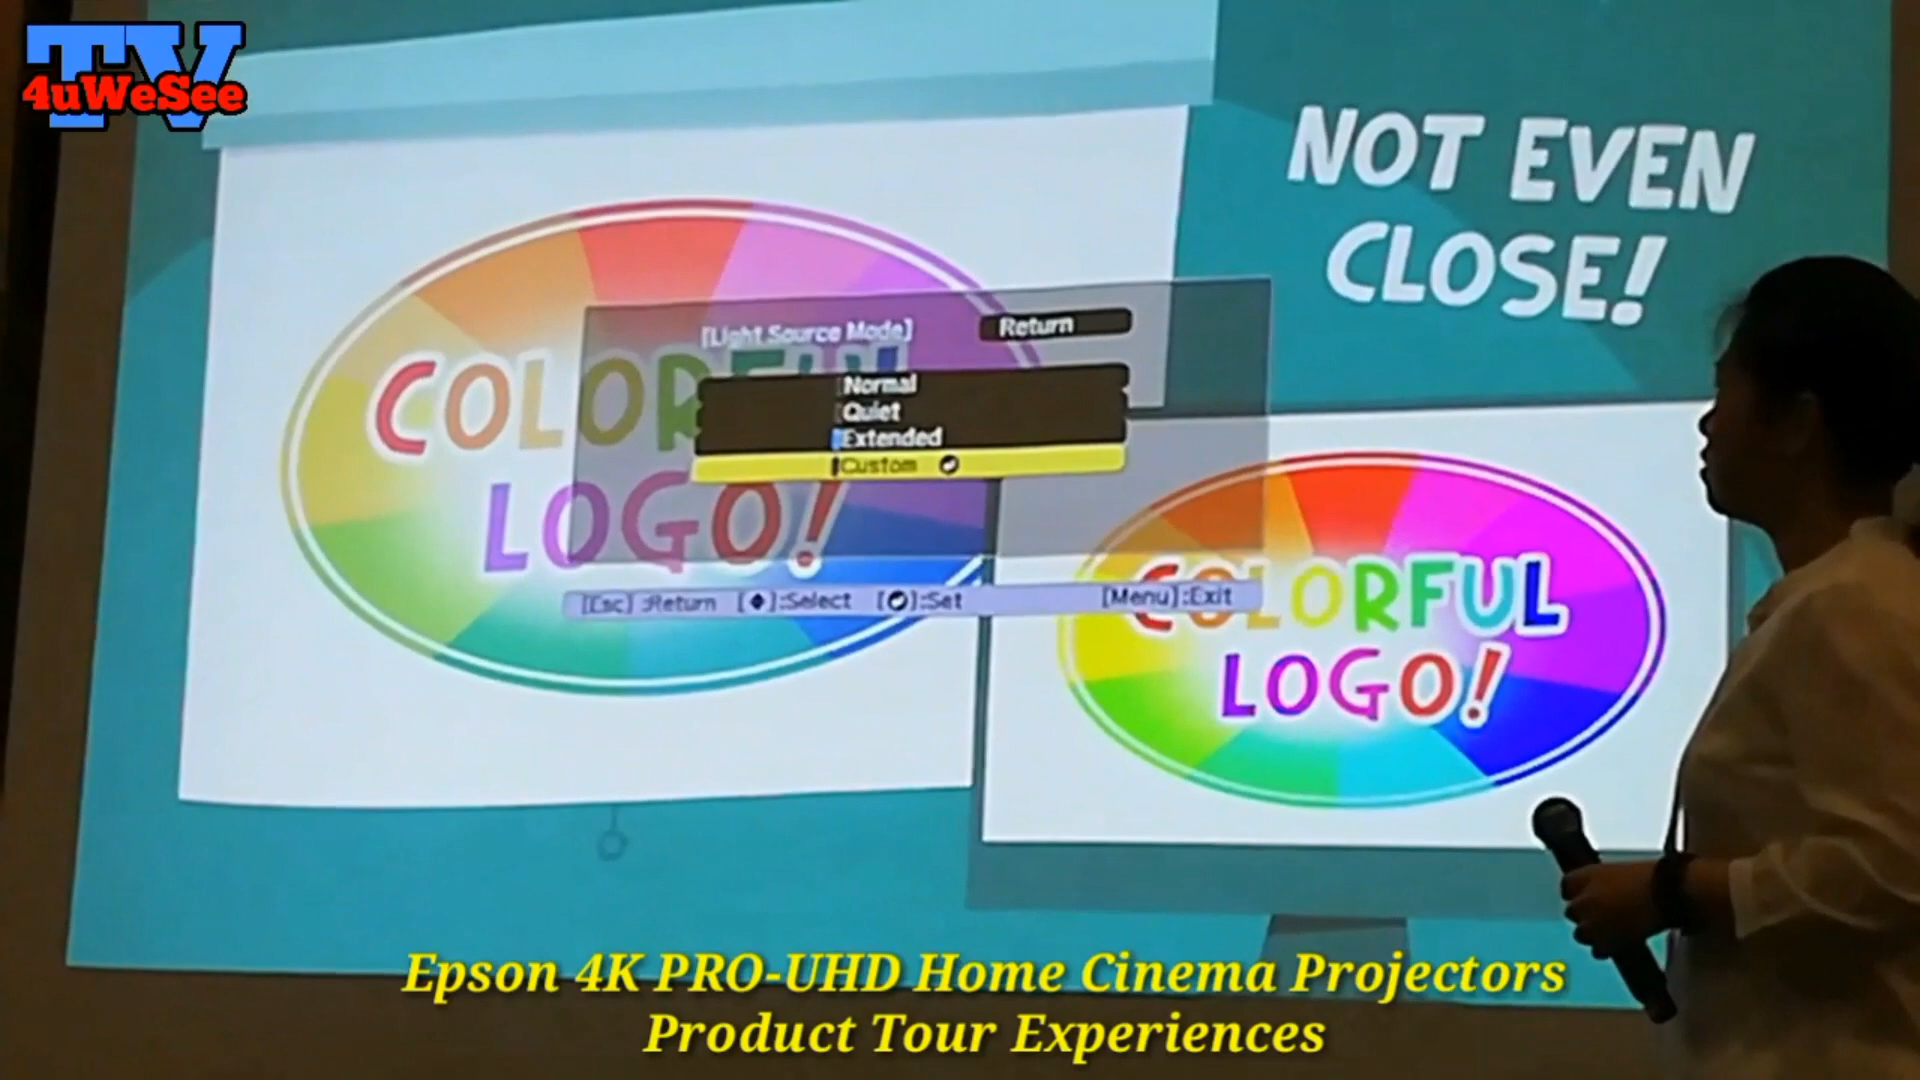 TV
4uWeSee
NOT EVEN
CLOSE!
COLORFUL
LOGO!
[Light Source Mode]
Return
Normal
Quiet
Extended
Custom
[Esc] :Return [◆]:Select [↲]:Set [Menu]:Exit
COLORFUL
LOGO!
Epson 4K PRO-UHD Home Cinema Projectors
Product Tour Experiences